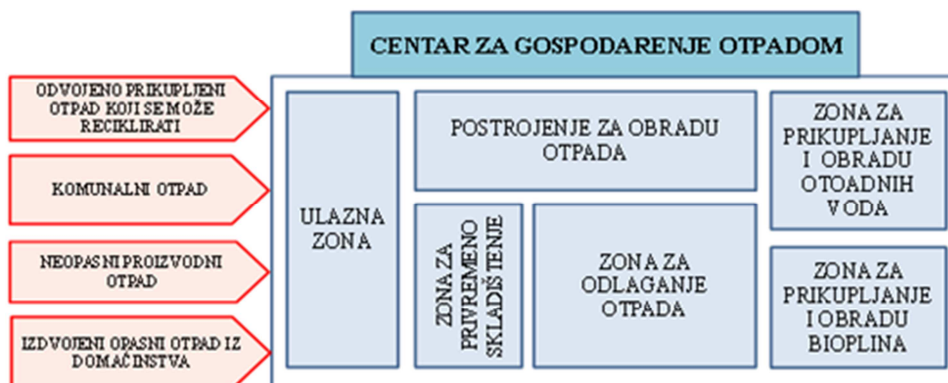 CENTAR ZA GOSPODARENJE OTPADOM
ODVOJENO PRIKUPLJENI
OTPAD KOJI SE MOŽE
RECIKLIRATI
KOMUNALNI OTPAD
NEOPASNI PROIZVODNI
OTPAD
IZDVOJENI OPASNI OTPAD IZ
DOMAĆINSTVA
ULAZNA
ZONA
POSTROJENJE ZA OBRADU
OTPADA
ZONA ZA
PRIVREMENO
SKLADIŠTENJE
ZONA ZA
ODLAGANJE
OTPADA
ZONA ZA
PRIKUPLJANJE
I OBRADU
OTOADNIH
VODA
ZONA ZA
PRIKUPLJANJE
I OBRADU
BIOPLINA